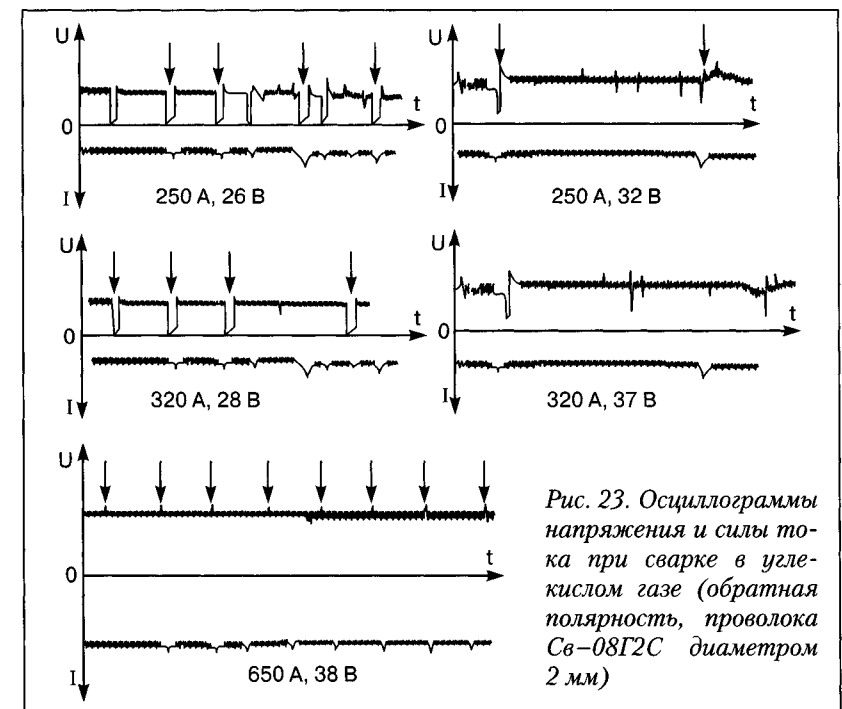 U
t
0
I
250 А, 26 В
U
t
0
I
250 А, 32 В
U
t
0
I
320 А, 28 В
U
t
0
I
320 А, 37 В
U
t
0
I
650 А, 38 В
Рис. 23. Осциллограммы
напряжения и силы то-
ка при сварке в угле-
кислом газе (обратная
полярность, проволока
Св–08Г2С диаметром
2 мм)